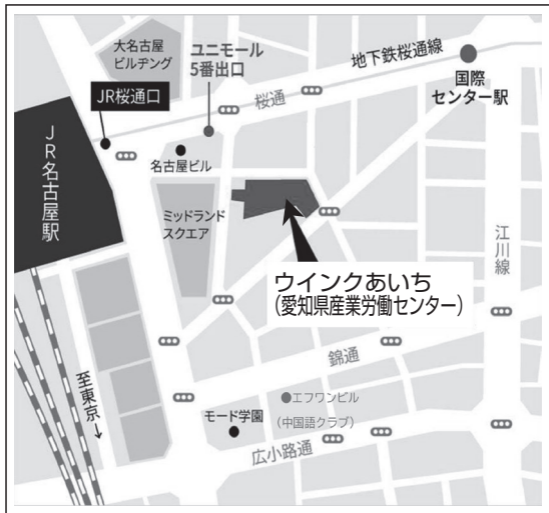 大名古屋
ビルヂング
ユニモール
5番出口
地下鉄桜通線
国際
センター駅
JR桜通口
桜通
JR名古屋駅
名古屋ビル
ミッドランド
スクエア
江川線
ウインクあいち
(愛知県産業労働センター)
錦通
至東京→
エフワンビル
(中国語クラブ)
モード学園
広小路通